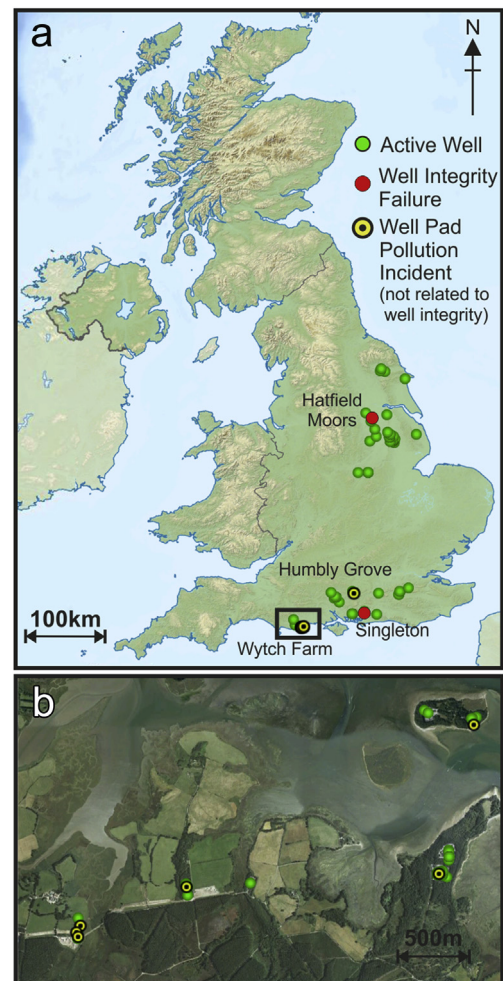 a
N
Active Well
Well Integrity
Failure
Well Pad
Pollution
Incident
(not related to
well integrity)
Hatfield
Moors
Humbly Grove
100km
Singleton
Wytch Farm
b
500m